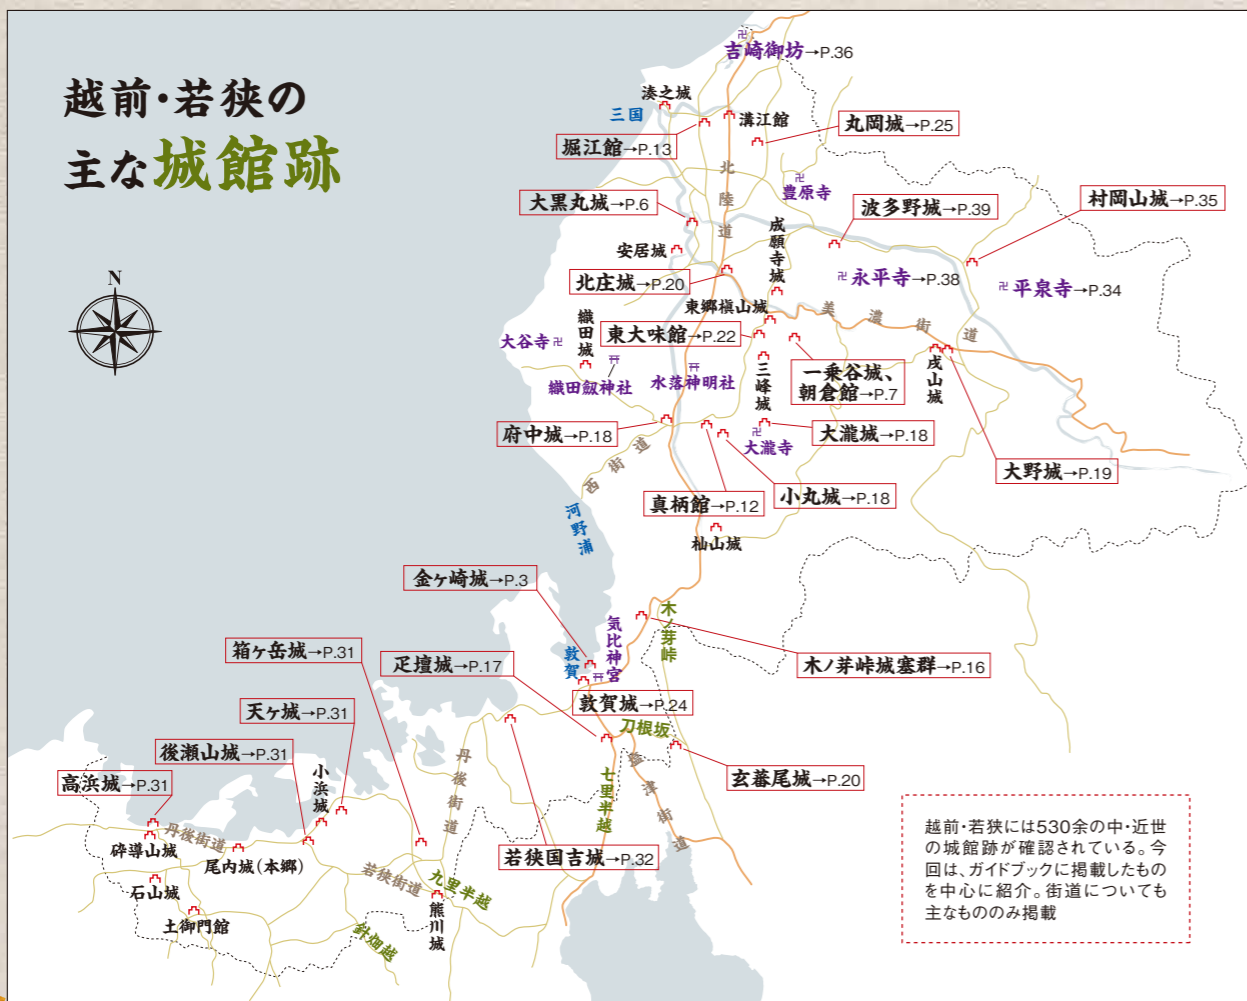 越前・若狭の
主な城館跡
N
卍
吉崎御坊→P.36
湊之城
三国
溝江館
丸岡城→P.25
堀江館→P.13
北陸道
卍
豊原寺
大黒丸城→P.6
波多野城→P.39
村岡山城→P.35
安居城
成願寺城
北庄城→P.20
卍永平寺→P.38
卍平泉寺→P.34
東郷槇山城
美濃街道
織田城
大谷寺卍
東大味館→P.22
織田劔神社
水落神明社
三峰城
一乗谷城、
朝倉館→P.7
戌山城
府中城→P.18
大瀧城→P.18
卍
大瀧寺
西街道
大野城→P.19
真柄館→P.12
小丸城→P.18
河野浦
杣山城
金ヶ崎城→P.3
気比神宮
木ノ芽峠
箱ヶ岳城→P.31
疋壇城→P.17
敦賀
木ノ芽峠城塞群→P.16
天ヶ城→P.31
敦賀城→P.24
刀根坂
後瀬山城→P.31
丹後街道
塩津街道
玄蕃尾城→P.20
高浜城→P.31
小浜城
七里半越
丹後街道
砕導山城
尾内城(本郷)
若狭国吉城→P.32
石山城
若狭街道
九里半越
土御門館
熊川城
針畑越
越前・若狭には530余の中・近世
の城館跡が確認されている。今
回は、ガイドブックに掲載したもの
を中心に紹介。街道についても
主なもののみ掲載